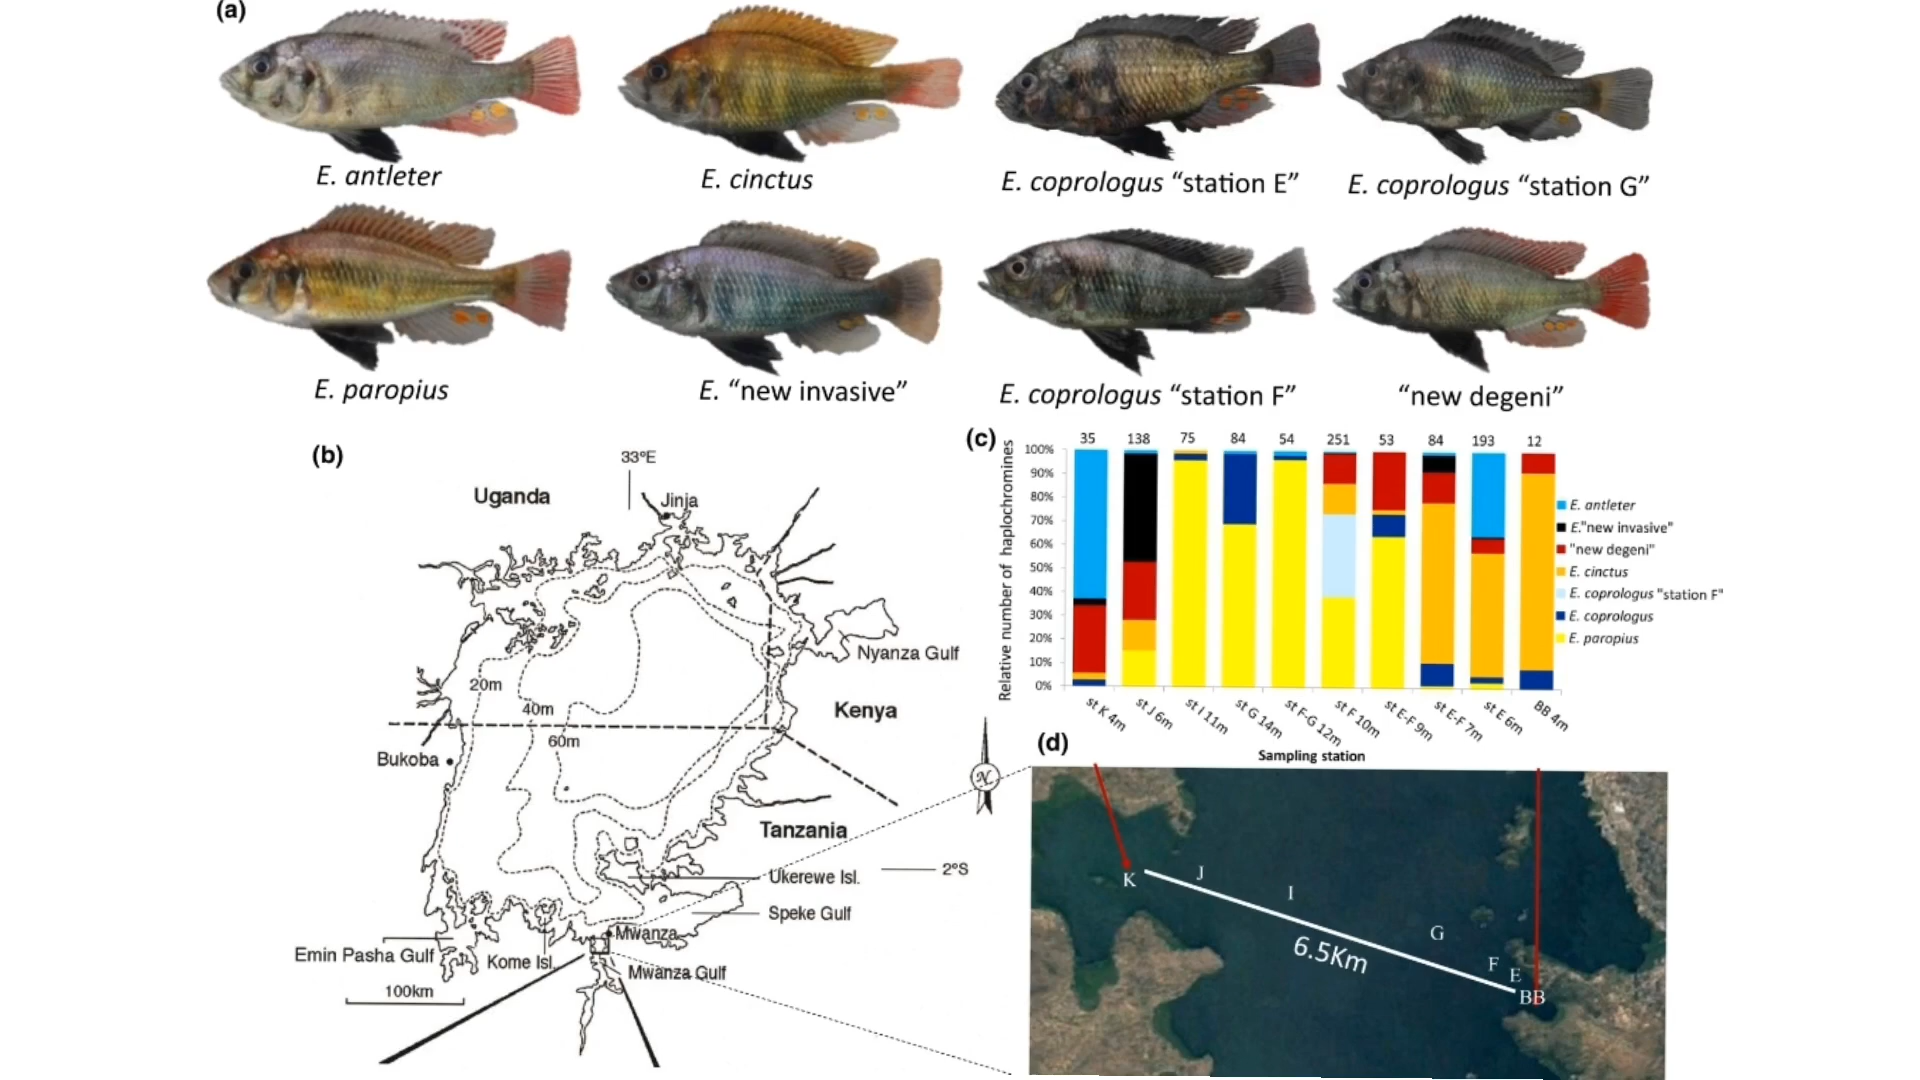 (a)
E. antleter
E. cinctus
E. coprologus “station E”
E. coprologus “station G”
E. paropius
E. “new invasive”
E. coprologus “station F”
“new degeni”
(b)
33°E
Uganda
Jinja
Nyanza Gulf
20m
40m
Kenya
60m
Bukoba
N
Tanzania
Ukerewe Isl.
2°S
Speke Gulf
Mwanza
Emin Pasha Gulf
Kome Isl.
Mwanza Gulf
100km
(c)
35 138 75 84 54 251 53 84 193 12
Relative number of haplochromines
100%
90%
80%
70%
60%
50%
40%
30%
20%
10%
0%
E. antleter
E."new invasive"
"new degeni"
E. cinctus
E. coprologus "station F"
E. coprologus
E. paropius
st K 4m
st J 6m
st I 11m
st G 14m
st F-G 12m
st F 10m
st E-F 9m
st E-F 7m
st E 6m
BB 4m
Sampling station
(d)
K
J
I
G
F
E
BB
6.5Km